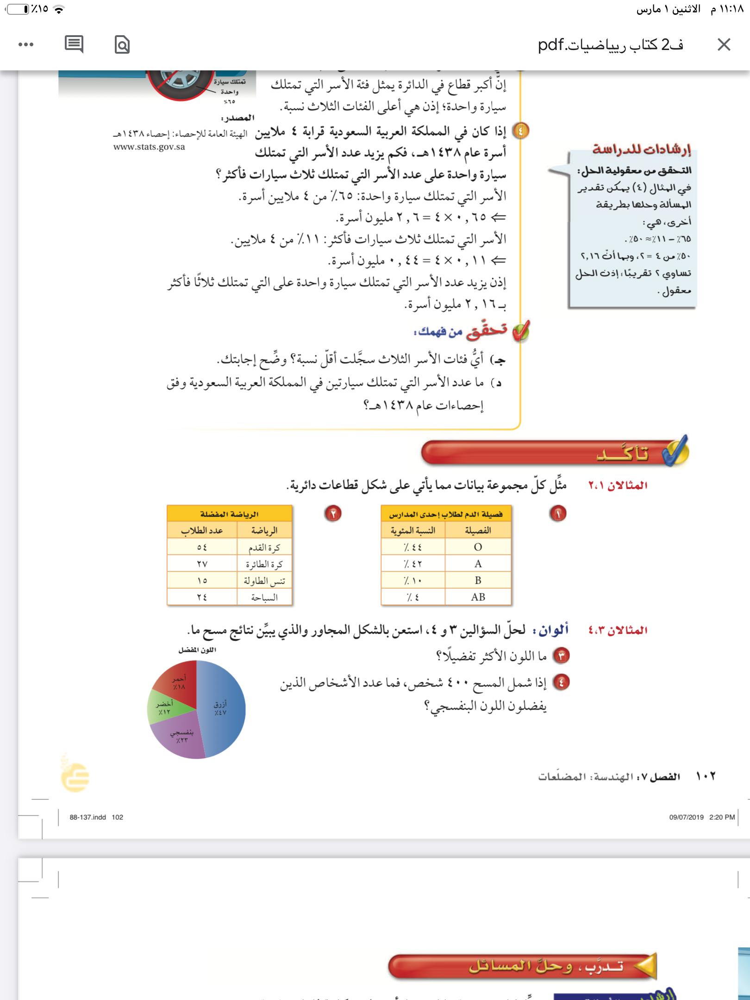 ١١:١٨ م الاثنين ١ مارس
٪١٥
ف2 كتاب ريياضيات.pdf
إنّ أكبر قطاع في الدائرة يمثل فئة الأسر التي تمتلك
سيارة واحدة؛ إذن هي أعلى الفئات الثلاث نسبة.
تمتلك سيارة
واحدة
٦٥٪
المصدر:
الهيئة العامة للإحصاء: إحصاء ١٤٣٨هـ
www.stats.gov.sa
٤ إذا كان في المملكة العربية السعودية قرابة ٤ ملايين
أسرة عام ١٤٣٨هـ، فكم يزيد عدد الأسر التي تمتلك
سيارة واحدة على عدد الأسر التي تمتلك ثلاث سيارات فأكثر؟
الأسر التي تمتلك سيارة واحدة: ٦٥٪ من ٤ ملايين أسرة.
⇐ ٠,٦٥ × ٤ = ٢,٦ مليون أسرة.
الأسر التي تمتلك ثلاث سيارات فأكثر: ١١٪ من ٤ ملايين.
⇐ ٠,١١ × ٤ = ٠,٤٤ مليون أسرة.
إذن يزيد عدد الأسر التي تمتلك سيارة واحدة على التي تمتلك ثلاثًا فأكثر
بـ ٢,١٦ مليون أسرة.
إرشادات للدراسة
التحقق من معقولية الحل:
في المثال (٤) يمكن تقدير
المسألة وحلها بطريقة
أخرى، هي:
٦٥٪ – ١١٪ ≈ ٥٠٪.
٥٠٪ من ٤ = ٢، وبما أنّ ٢,١٦
تساوي ٢ تقريبًا، إذن الحل
معقول.
تحقَّق من فهمك:
جـ) أيُّ فئات الأسر الثلاث سجَّلت أقلّ نسبة؟ وضِّح إجابتك.
د) ما عدد الأسر التي تمتلك سيارتين في المملكة العربية السعودية وفق
إحصاءات عام ١٤٣٨هـ؟
تأكَّد
المثالان ٢،١ مثِّل كلّ مجموعة بيانات مما يأتي على شكل قطاعات دائرية.
١
فصيلة الدم لطلاب إحدى المدارس
الفصيلة النسبة المئوية
O ٤٤٪
A ٤٢٪
B ١٠٪
AB ٤٪
٢
الرياضة المفضلة
الرياضة عدد الطلاب
كرة القدم ٥٤
كرة الطائرة ٢٧
تنس الطاولة ١٥
السباحة ٢٤
المثالان ٤،٣ ألوان: لحلّ السؤالين ٣ و ٤، استعن بالشكل المجاور والذي يبيِّن نتائج مسح ما.
٣ ما اللون الأكثر تفضيلًا؟
٤ إذا شمل المسح ٤٠٠ شخص، فما عدد الأشخاص الذين
يفضلون اللون البنفسجي؟
اللون المفضل
أحمر
١٨٪
أخضر
١٢٪
أزرق
٤٧٪
بنفسجي
٢٣٪
١٠٢ الفصل ٧: الهندسة: المضلّعات
88-137.indd 102
09/07/2019 2:20 PM
تـدرَّب، وحلَّ المسائل